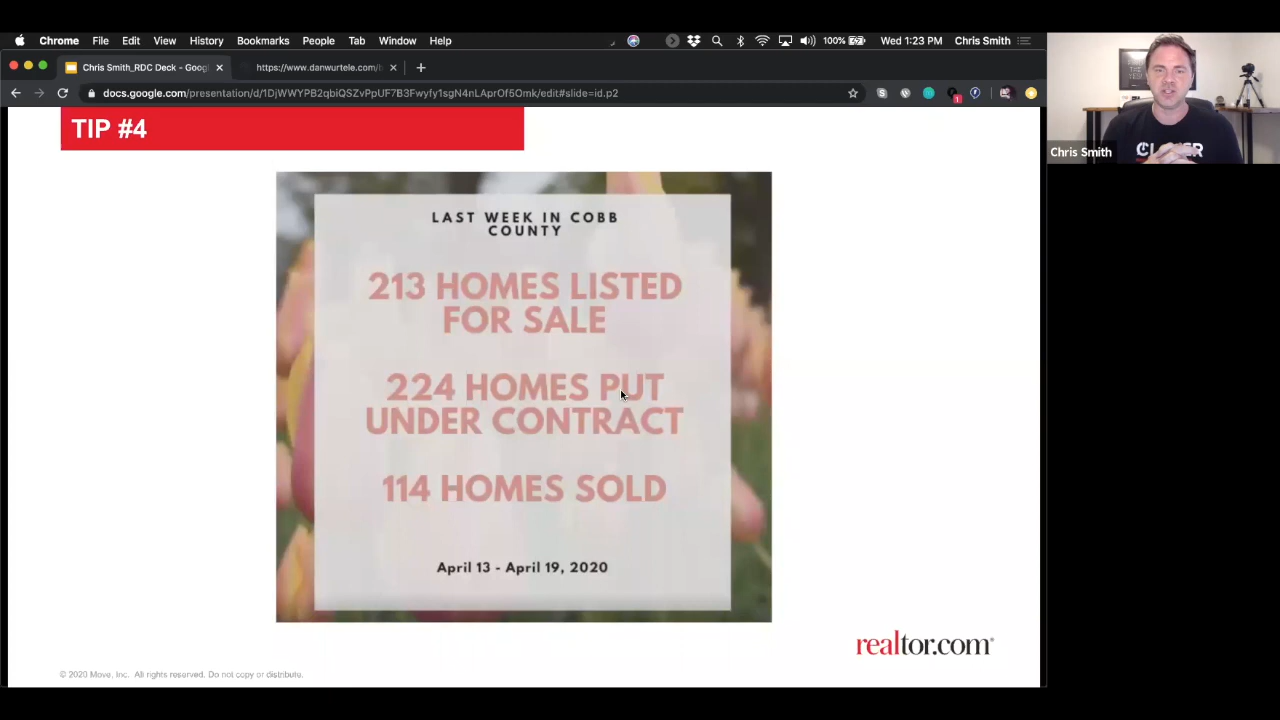 Chrome File Edit View History Bookmarks People Tab Window Help 100% Wed 1:23 PM Chris Smith
Chris Smith_RDC Deck - Goog
https://www.danwurtele.com/b
docs.google.com/presentation/d/1DjWWYPB2qbiQSZvPpUF7B3Fwyfy1sgN4nLAprOf6Omk/edit#slide=id.p2
1
Chris Smith
TIP #4
LAST WEEK IN COBB
COUNTY
213 HOMES LISTED
FOR SALE
224 HOMES PUT
UNDER CONTRACT
114 HOMES SOLD
April 13 - April 19, 2020
realtor.com®
© 2020 Move, Inc. All rights reserved. Do not copy or distribute.